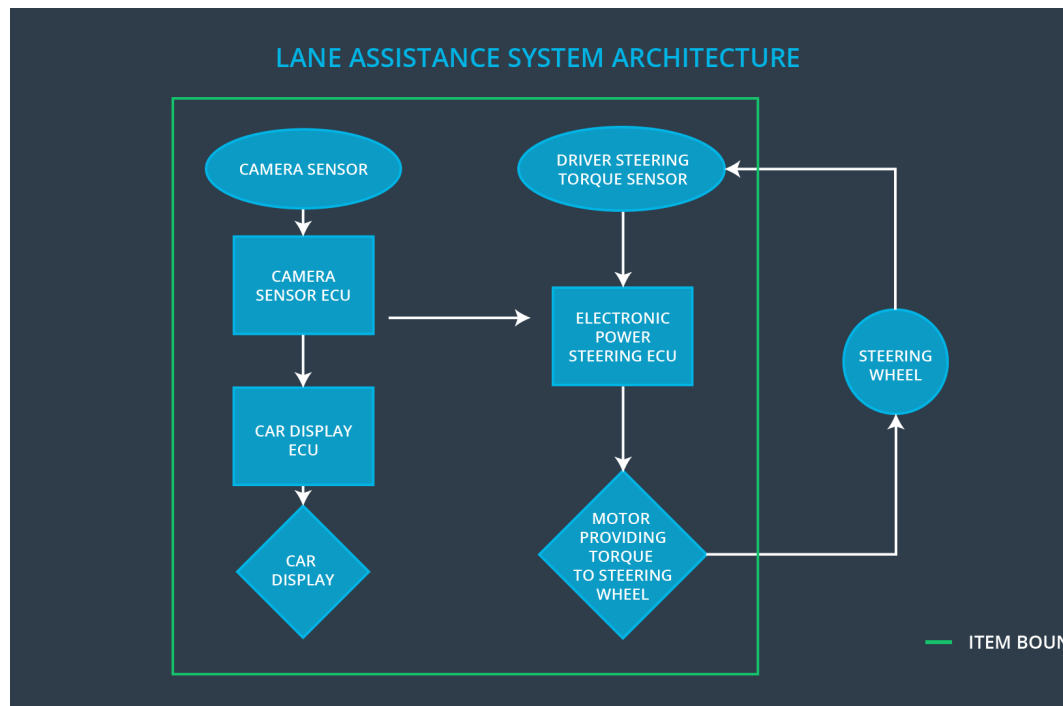 LANE ASSISTANCE SYSTEM ARCHITECTURE
CAMERA SENSOR
CAMERA
SENSOR ECU
CAR DISPLAY
ECU
CAR
DISPLAY
DRIVER STEERING
TORQUE SENSOR
ELECTRONIC
POWER
STEERING ECU
MOTOR
PROVIDING
TORQUE
TO STEERING
WHEEL
STEERING
WHEEL
ITEM BOUN